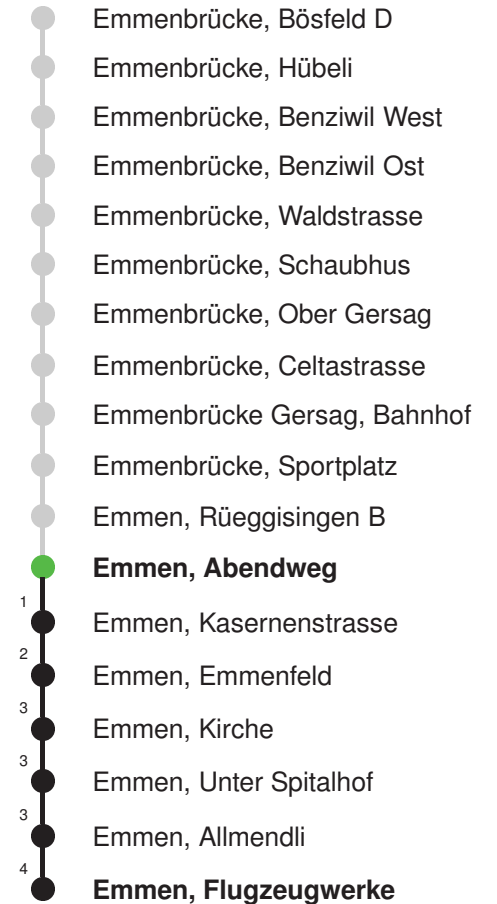 Emmenbrücke, Bösfeld D
Emmenbrücke, Hübeli
Emmenbrücke, Benziwil West
Emmenbrücke, Benziwil Ost
Emmenbrücke, Waldstrasse
Emmenbrücke, Schaubhus
Emmenbrücke, Ober Gersag
Emmenbrücke, Celtastrasse
Emmenbrücke Gersag, Bahnhof
Emmenbrücke, Sportplatz
Emmen, Rüeggisingen B
Emmen, Abendweg
1 Emmen, Kasernenstrasse
2 Emmen, Emmenfeld
3 Emmen, Kirche
3 Emmen, Unter Spitalhof
3 Emmen, Allmendli
4 Emmen, Flugzeugwerke